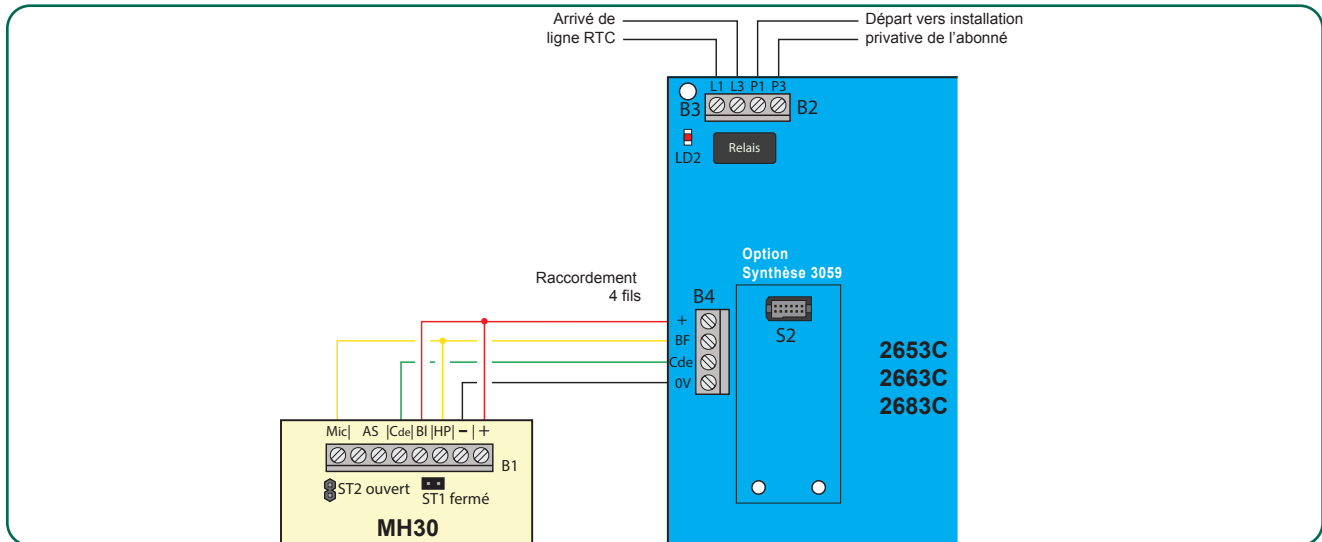 Arrivé de
ligne RTC
Départ vers installation
privative de l'abonné
L1 L3 P1 P3
B3
B2
LD2
Relais
Option
Synthèse 3059
Raccordement
4 fils
B4
S2
+
BF
Cde
0V
2653C
2663C
2683C
Mic| AS |Cde| BI |HP| – | +
B1
ST2 ouvert
ST1 fermé
MH30